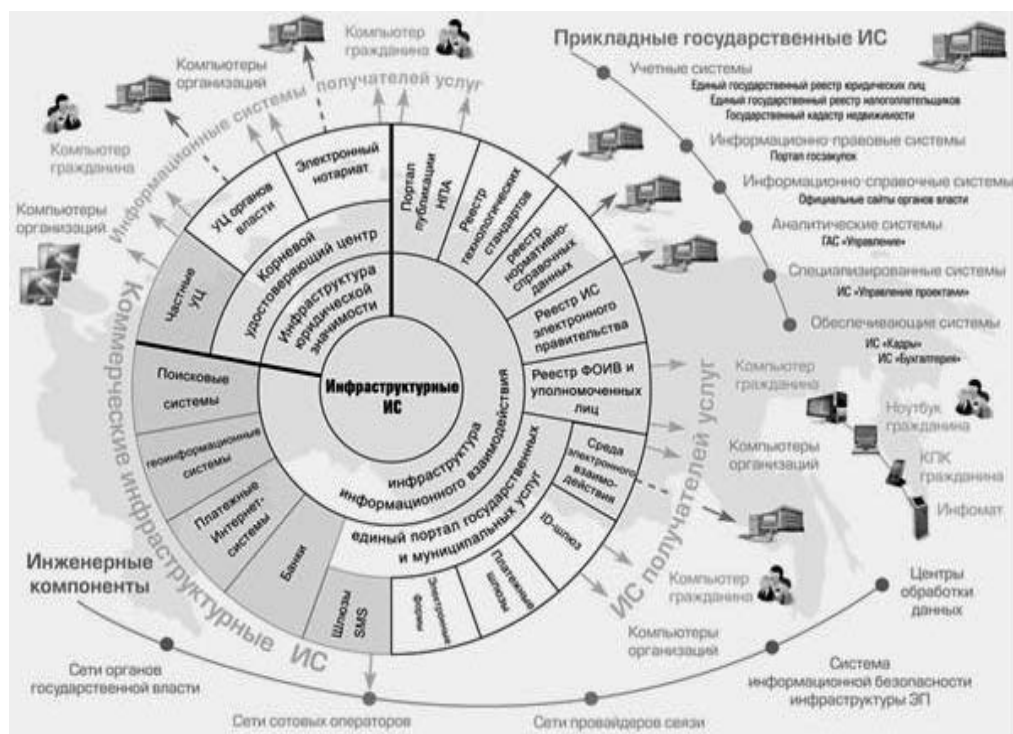 Компьютер
гражданина
Компьютеры
организаций
Компьютер
гражданина
Компьютеры
организаций
Информационные системы получателей услуг
Прикладные государственные ИС
Учетные системы
Единый государственный реестр юридических лиц
Единый государственный реестр налогоплательщиков
Государственный кадастр недвижимости
Информационно-правовые системы
Портал госзакупок
Информационно-справочные системы
Официальные сайты органов власти
Аналитические системы
ГАС «Управление»
Специализированные системы
ИС «Управление проектами»
Обеспечивающие системы
ИС «Кадры»
ИС «Бухгалтерия»
Частные
УЦ
УЦ органов
власти
Электронный
нотариат
Корневой
удостоверяющий центр
Инфраструктура
юридической
значимости
Портал
публикации
НПА
Реестр
технологических
стандартов
реестр
нормативно-
справочных
данных
Реестр ИС
электронного
правительства
Реестр ФОИВ и
уполномоченных
лиц
Среда
электронного
взаимо-
действия
ID-шлюз
Платежные
шлюзы
Электронные
формы
Шлюзы
SMS
Банки
Платежные
Интернет-
системы
геоинформационные
системы
Поисковые
системы
Инфраструктурные
ИС
инфраструктура
информационного взаимодействия
единый портал государственных
и муниципальных услуг
Коммерческие инфраструктурные ИС
ИС получателей услуг
Компьютер
гражданина
Ноутбук
гражданина
КПК
гражданина
Инфомат
Компьютеры
организаций
Компьютер
гражданина
Компьютеры
организаций
Инженерные
компоненты
Сети органов
государственной власти
Сети сотовых операторов
Сети провайдеров связи
Система
информационной безопасности
инфраструктуры ЭП
Центры
обработки
данных